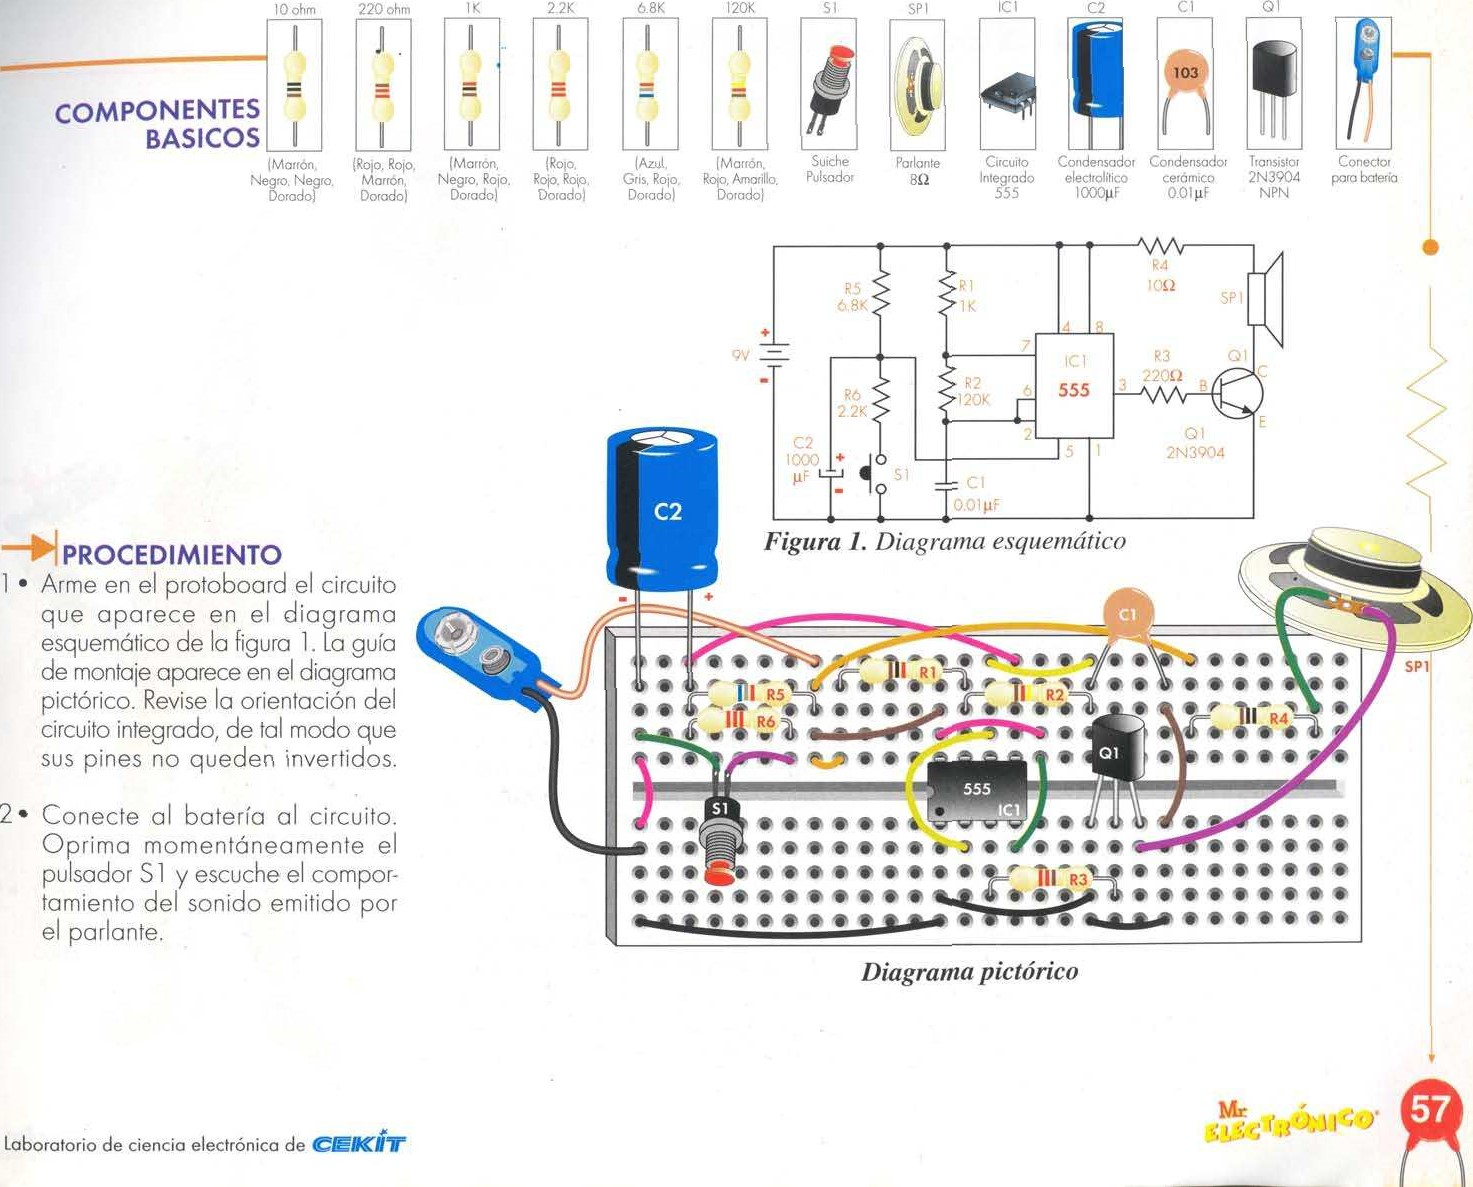 10 ohm 220 ohm 1K 2.2K 6.8K 120K S1 SP1 IC1 C2 C1 Q1
103
COMPONENTES
BASICOS
(Marrón,
Negro, Negro,
Dorado)
(Rojo, Rojo,
Marrón,
Dorado)
(Marrón,
Negro, Rojo,
Dorado)
(Rojo,
Rojo, Rojo,
Dorado)
(Azul,
Gris, Rojo,
Dorado)
(Marrón,
Rojo, Amarillo,
Dorado)
Suiche
Pulsador
Parlante
8Ω
Circuito
Integrado
555
Condensador
electrolítico
1000µF
Condensador
cerámico
0.01µF
Transistor
2N3904
NPN
Conector
para batería
R5
6.8K
R1
1K
R4
10Ω
SP1
+
9V
-
4 8
7
IC1
555
6
2
3
5 1
R6
2.2K
R2
120K
R3
220Ω
Q1
B
C
E
Q1
2N3904
C2
1000
µF
+
-
S1
C1
0.01µF
Figura 1. Diagrama esquemático
PROCEDIMIENTO
1• Arme en el protoboard el circuito
que aparece en el diagrama
esquemático de la figura 1. La guía
de montaje aparece en el diagrama
pictórico. Revise la orientación del
circuito integrado, de tal modo que
sus pines no queden invertidos.
2• Conecte al batería al circuito.
Oprima momentáneamente el
pulsador S1 y escuche el compor-
tamiento del sonido emitido por
el parlante.
C2
- +
C1
SP1
R1
R5
R2
R6
R4
Q1
555
IC1
S1
R3
Diagrama pictórico
Laboratorio de ciencia electrónica de CEKIT
Mr.
ELECTRÓNICO
57